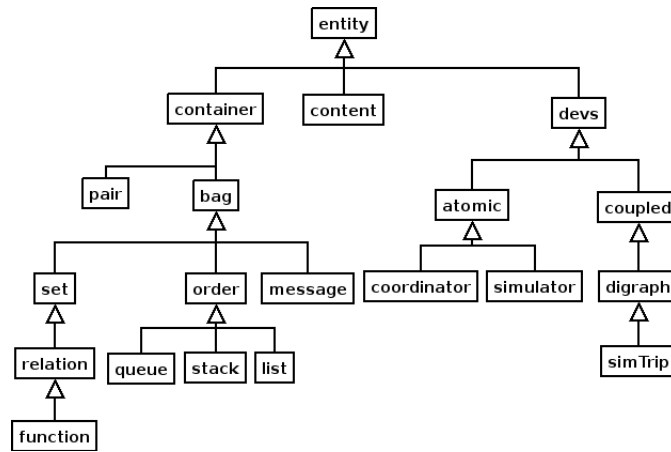 entity
container
content
devs
pair
bag
atomic
coupled
set
order
message
coordinator
simulator
digraph
relation
queue
stack
list
simTrip
function